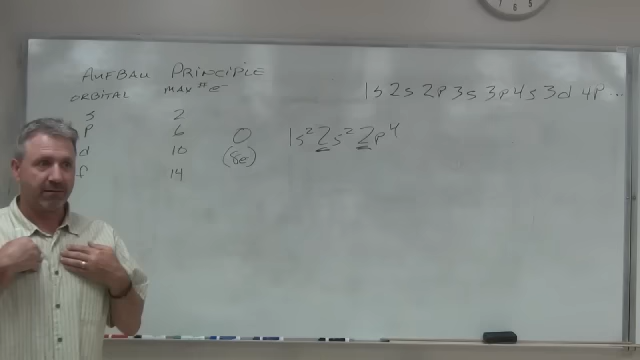 AUFBAU PRINCIPLE
ORBITAL MAX # e⁻
s 2
p 6
d 10
f 14
1s 2s 2p 3s 3p 4s 3d 4p...
O 1s² 2s² 2p⁴
(8e⁻)
6